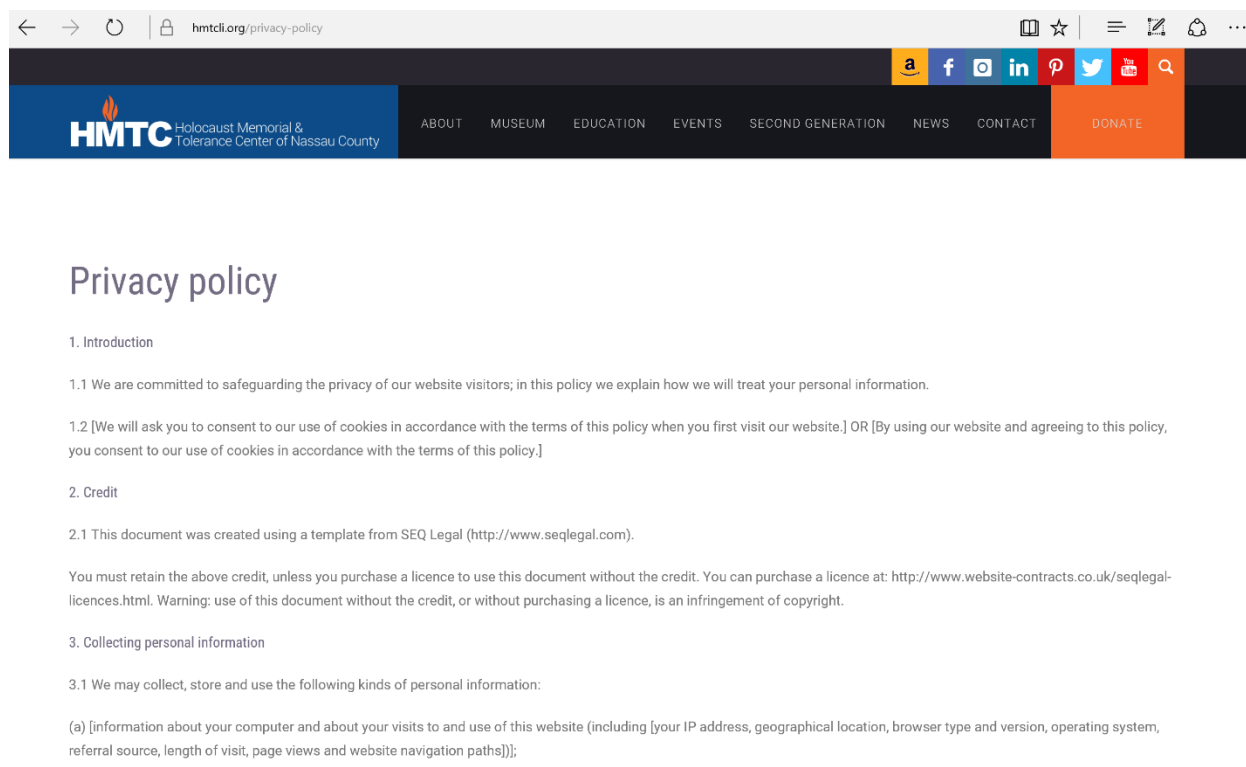 hmtcli.org/privacy-policy
a f in You Tube
HMTC Holocaust Memorial &
Tolerance Center of Nassau County
ABOUT MUSEUM EDUCATION EVENTS SECOND GENERATION NEWS CONTACT DONATE
Privacy policy
1. Introduction
1.1 We are committed to safeguarding the privacy of our website visitors; in this policy we explain how we will treat your personal information.
1.2 [We will ask you to consent to our use of cookies in accordance with the terms of this policy when you first visit our website.] OR [By using our website and agreeing to this policy,
you consent to our use of cookies in accordance with the terms of this policy.]
2. Credit
2.1 This document was created using a template from SEQ Legal (http://www.seqlegal.com).
You must retain the above credit, unless you purchase a licence to use this document without the credit. You can purchase a licence at: http://www.website-contracts.co.uk/seqlegal-
licences.html. Warning: use of this document without the credit, or without purchasing a licence, is an infringement of copyright.
3. Collecting personal information
3.1 We may collect, store and use the following kinds of personal information:
(a) [information about your computer and about your visits to and use of this website (including [your IP address, geographical location, browser type and version, operating system,
referral source, length of visit, page views and website navigation paths])];